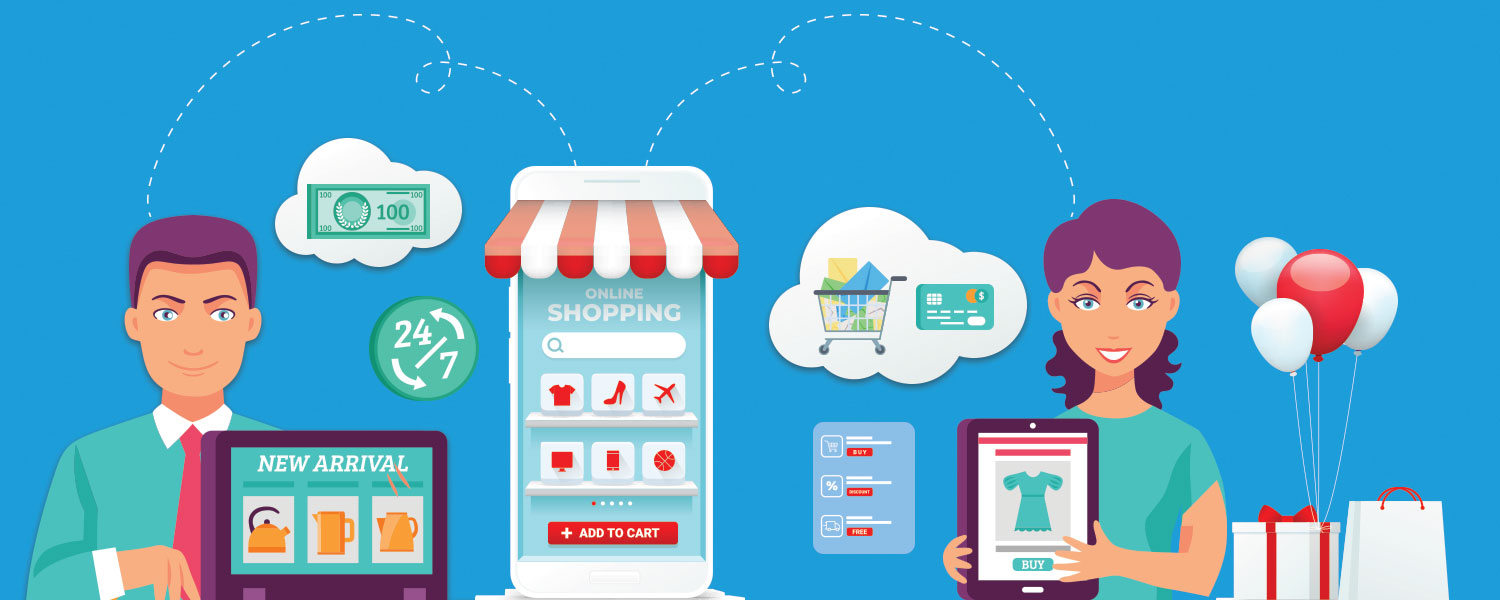 100
100
100
100
100
24
7
NEW ARRIVAL
ONLINE
SHOPPING
+ ADD TO CART
$
BUY
%
DISCOUNT
FREE
BUY